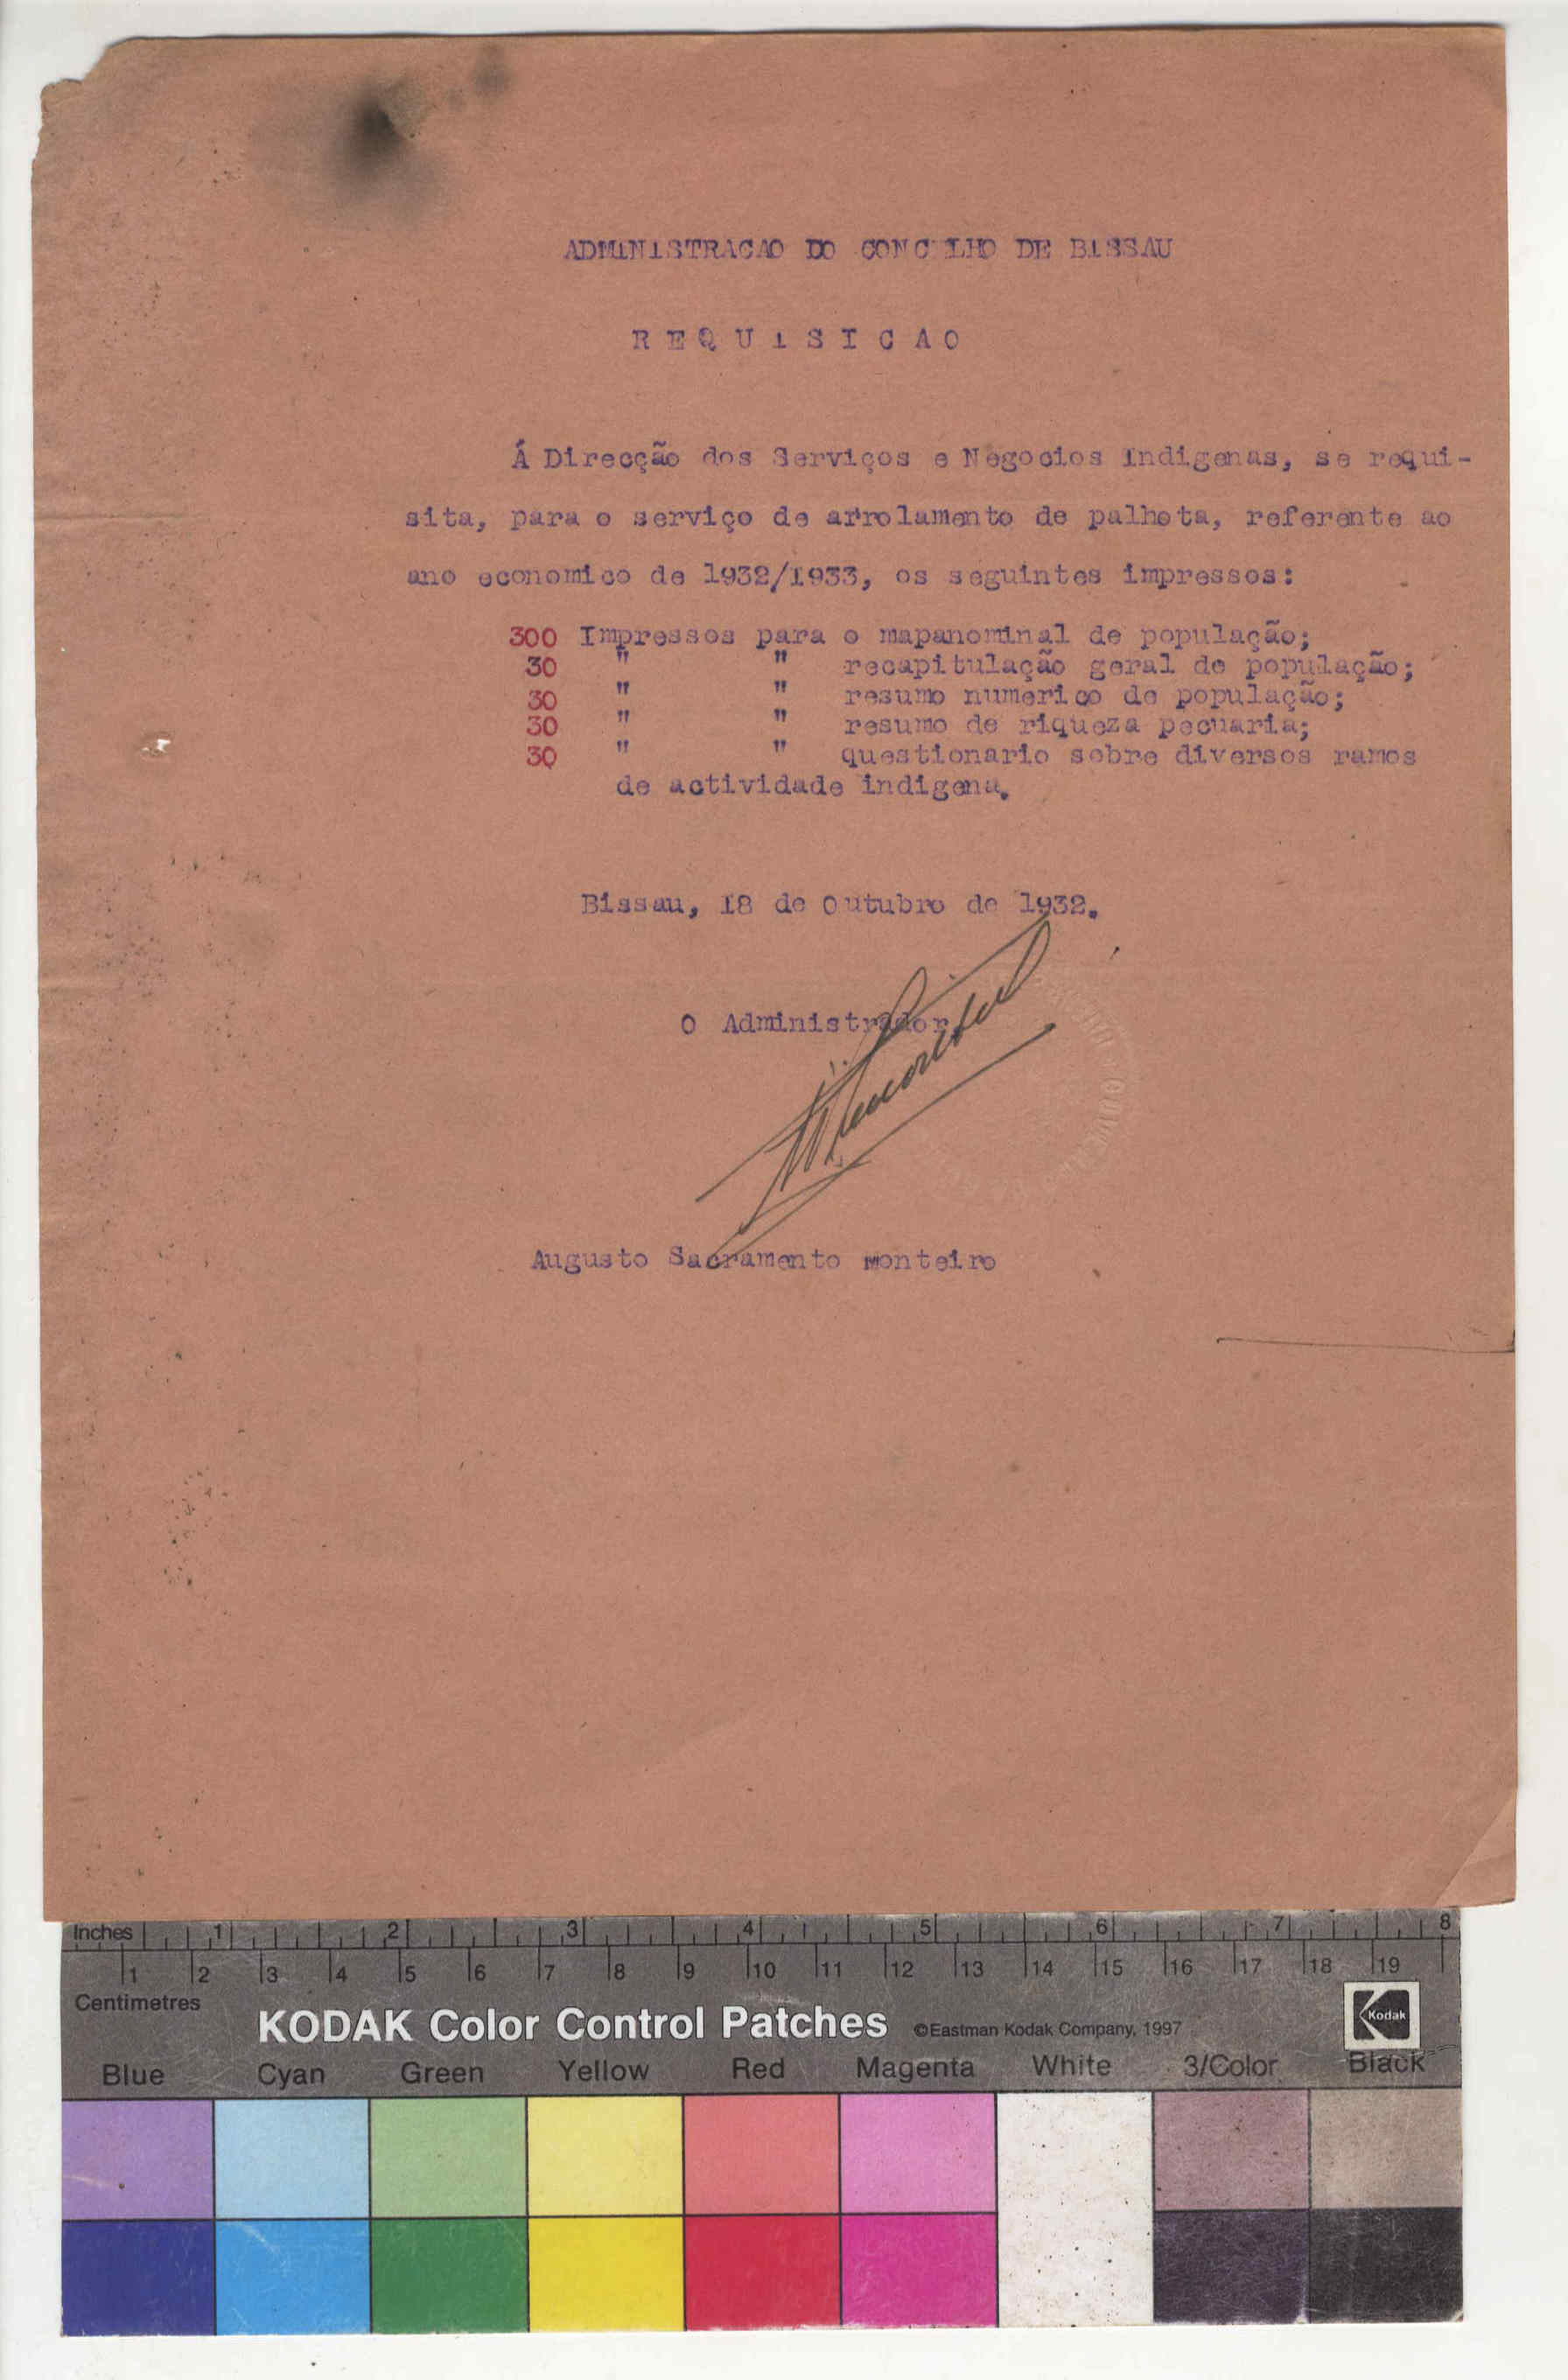 ADMINISTRACAO DO CONC LHO DE BISSAU
R E Q U I S I C A O
Á Direcção dos Serviços e Negocios Indigenas, se requi-
sita, para o serviço de arrolamento de palhota, referente ao
ano economico de 1932/1933, os seguintes impressos:
300 Impressos para o mapanominal de população;
30 " " recapitulação geral de população;
30 " " resumo numerico de população;
30 " " resumo de riqueza pecuaria;
30 " " questionario sobre diversos ramos
de actividade indigena.
Bissau, 18 de Outubro de 1932.
O Administrador,
Augusto Sacramento Monteiro
Inches 1 2 3 4 5 6 7 8
1 2 3 4 5 6 7 8 9 10 11 12 13 14 15 16 17 18 19
Centimetres
KODAK Color Control Patches ©Eastman Kodak Company, 1997 Kodak
Blue Cyan Green Yellow Red Magenta White 3/Color Black